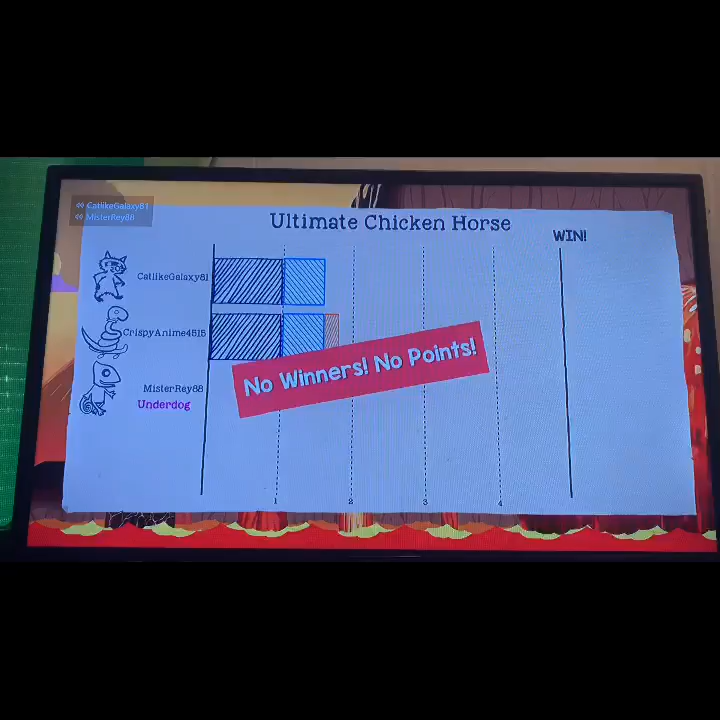 CatlikeGalaxy81
MisterRey88
Ultimate Chicken Horse
WIN!
CatlikeGalaxy81
CrispyAnime4515
No Winners! No Points!
MisterRey88
Underdog
1 2 3 4